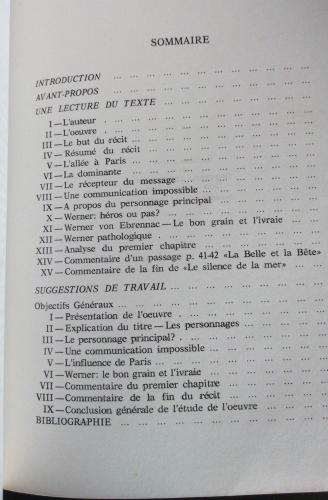 SOMMAIRE
INTRODUCTION ... ... ... ... ... ... ... ... ... ...
AVANT-PROPOS ... ... ... ... ... ... ... ... ... ...
UNE LECTURE DU TEXTE ... ... ... ... ... ... ... ...
I — L'auteur . ... ... ... ... ... ... ... ... ... ...
II — L'oeuvre . ... ... ... ... ... ... ... ... ... ...
III — Le but du récit ... ... ... ... ... ... ... ... ...
IV — Résumé du récit ... ... ... ... ... ... ... ... ...
V — L'allée à Paris ... ... ... ... ... ... ... ... ...
VI — La dominante ... ... ... ... ... ... ... ... ...
VII — Le récepteur du message ... ... ... ... ... ... ...
VIII — Une communication impossible ... ... ... ... ... ...
IX — A propos du personnage principal ... ... ... ... ...
X — Werner: héros ou pas? ... ... ... ... ... ... ...
XI — Werner von Ebrennac — Le bon grain et l'ivraie ... ...
XII — Werner pathologique . ... ... ... ... ... ... ...
XIII — Analyse du premier chapitre ... ... ... ... ... ...
XIV — Commentaire d'un passage p. 41-42 «La Belle et la Bête»
XV — Commentaire de la fin de «Le silence de la mer» ... ...
SUGGESTIONS DE TRAVAIL ... ... ... ... ... ... ...
Objectifs Généraux ... ... ... ... ... ... ... ... ...
I — Présentation de l'oeuvre . ... ... ... ... ... ...
II — Explication du titre — Les personnages ... ... ... ...
III — Le personnage principal? ... ... ... ... ... ... ...
IV — Une communication impossible ... ... ... ... ... ...
V — L'influence de Paris ... ... ... ... ... ... ... ...
VI — Werner: le bon grain et l'ivraie ... ... ... ... ...
VII — Commentaire du premier chapitre ... ... ... ... ...
VIII — Commentaire de la fin du récit ... ... ... ... ...
IX — Conclusion générale de l'étude de l'oeuvre ... ... ...
BIBLIOGRAPHIE ... ... ... ... ... ... ... ... ... ...